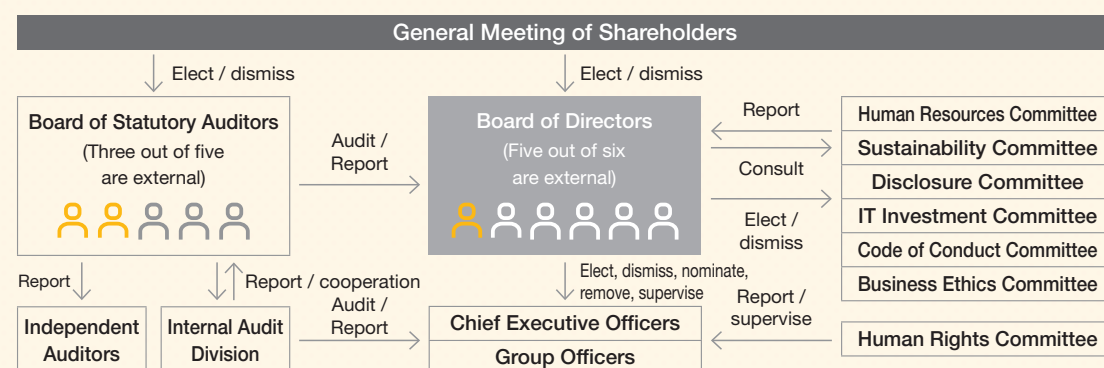 General Meeting of Shareholders
Elect / dismiss
Elect / dismiss
Board of Statutory Auditors
(Three out of five
are external)
Audit /
Report
Board of Directors
(Five out of six
are external)
Report
Consult
Elect /
dismiss
Human Resources Committee
Sustainability Committee
Disclosure Committee
IT Investment Committee
Code of Conduct Committee
Business Ethics Committee
Report
Report / cooperation
Elect, dismiss, nominate,
remove, supervise
Independent
Auditors
Internal Audit
Division
Audit /
Report
Chief Executive Officers
Group Officers
Report /
supervise
Human Rights Committee